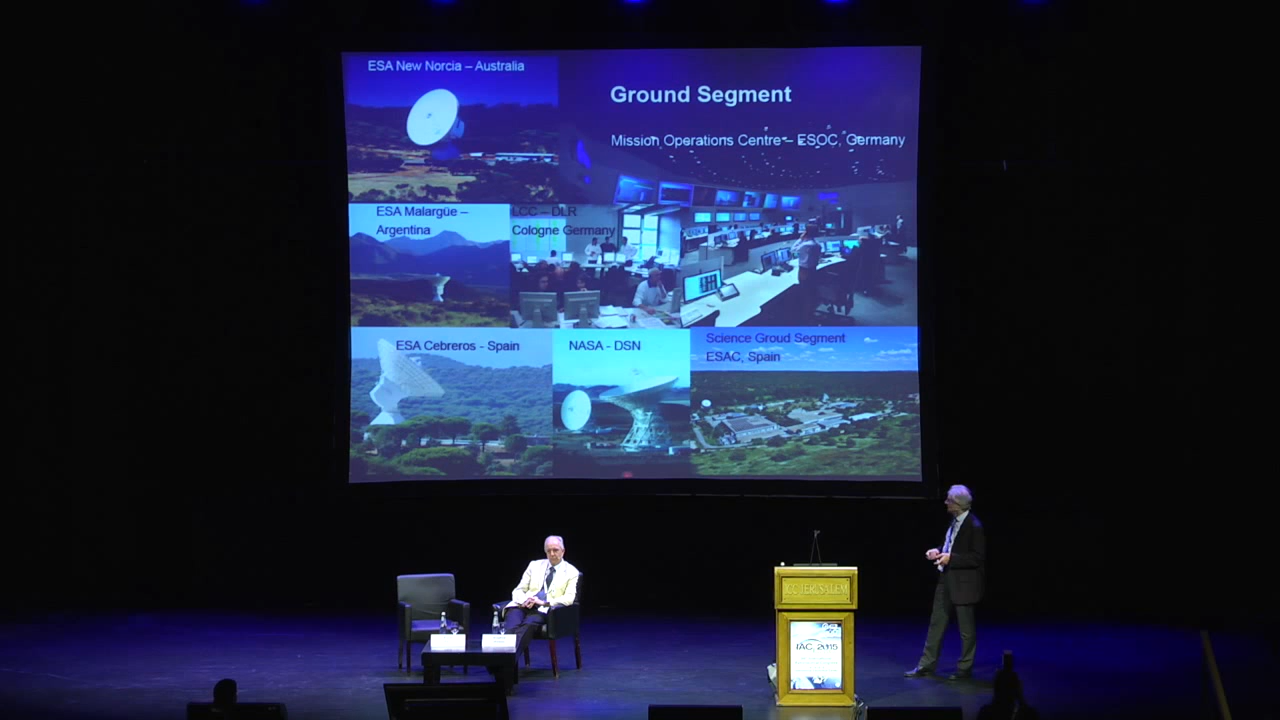 ESA New Norcia – Australia
Ground Segment
Mission Operations Centre – ESOC, Germany
ESA Malargüe –
Argentina
LCC – DLR
Cologne Germany
ESA Cebreros - Spain
NASA - DSN
Science Groud Segment
ESAC, Spain
ICC JERUSALEM
IAC 2015